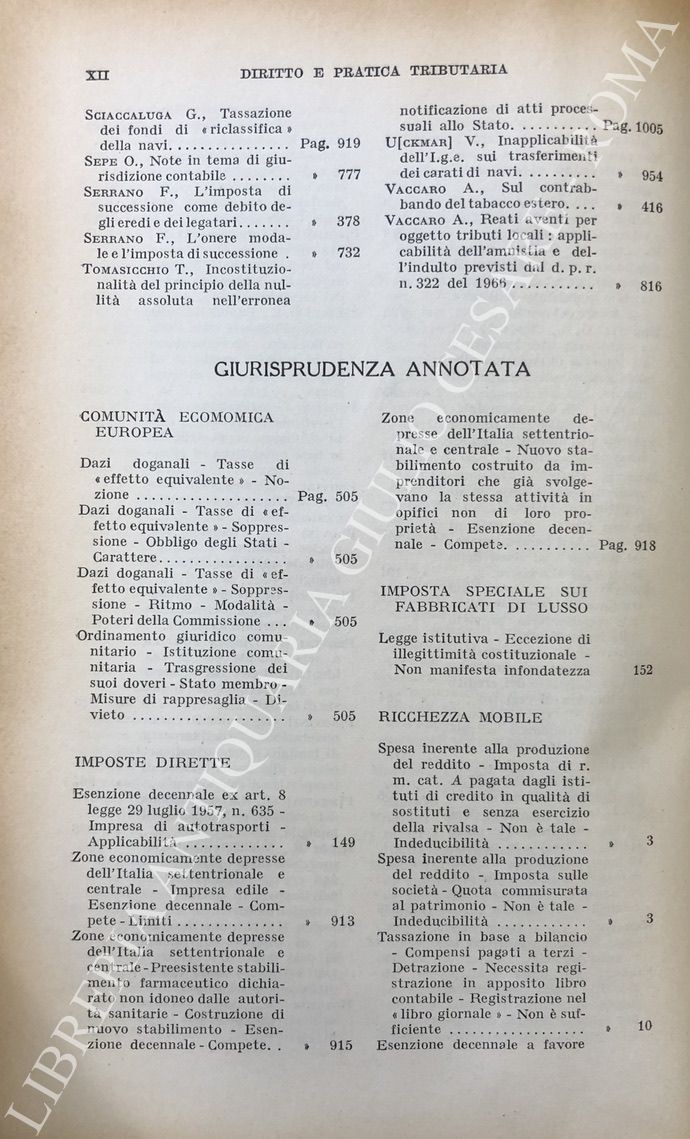 XII
DIRITTO E PRATICA TRIBUTARIA
SCIACCALUGA G., Tassazione
dei fondi di « riclassifica »
della navi. . . . . . . . . . . . . . . Pag. 919
SEPE O., Note in tema di giu-
risdizione contabile . . . . . . . . » 777
SERRANO F., L'imposta di
successione come debito de-
gli eredi e dei legatari. . . . . . . » 378
SERRANO F., L'onere moda-
le e l'imposta di successione . » 732
TOMASICCHIO T., Incostituzio-
nalità del principio della nul-
lità assoluta nell'erronea
notificazione di atti proces-
suali allo Stato. . . . . . . . . . . Pag. 1005
U[CKMAR] V., Inapplicabilità
dell'I.g.e. sui trasferimenti
dei carati di navi. . . . . . . . . . » 954
VACCARO A., Sul contrab-
bando del tabacco estero. . . . » 416
VACCARO A., Reati aventi per
oggetto tributi locali : appli-
cabilità dell'amnistia e del-
l'indulto previsti dal d. p. r.
n. 322 del 1966 . . . . . . . . . . . » 816
GIURISPRUDENZA ANNOTATA
COMUNITÀ ECOMOMICA
EUROPEA
Dazi doganali - Tasse di
« effetto equivalente » - No-
zione . . . . . . . . . . . . . . . . . . . . Pag. 505
Dazi doganali - Tasse di « ef-
fetto equivalente » - Soppres-
sione - Obbligo degli Stati -
Carattere. . . . . . . . . . . . . . . . . » 505
Dazi doganali - Tasse di « ef-
fetto equivalente » - Soppres-
sione - Ritmo - Modalità -
Poteri della Commissione . . . » 505
Ordinamento giuridico comu-
nitario - Istituzione comu-
nitaria - Trasgressione dei
suoi doveri - Stato membro -
Misure di rappresaglia - Di-
vieto . . . . . . . . . . . . . . . . . . . . » 505
IMPOSTE DIRETTE
Esenzione decennale ex art. 8
legge 29 luglio 1957, n. 635 -
Impresa di autotrasporti -
Applicabilità . . . . . . . . . . . . . » 149
Zone economicamente depresse
dell'Italia settentrionale e
centrale - Impresa edile -
Esenzione decennale - Com-
pete - Limiti . . . . . . . . . . . . . . » 913
Zone economicamente depresse
dell'Italia settentrionale e
centrale - Preesistente stabili-
mento farmaceutico dichia-
rato non idoneo dalle autori-
tà sanitarie - Costruzione di
nuovo stabilimento - Esen-
zione decennale - Compete. . » 915
Zone economicamente de-
presse dell'Italia settentrio-
nale e centrale - Nuovo sta-
bilimento costruito da im-
prenditori che già svolge-
vano la stessa attività in
opifici non di loro pro-
prietà - Esenzione decen-
nale - Compete. . . . . . . . . . . Pag. 918
IMPOSTA SPECIALE SUI
FABBRICATI DI LUSSO
Legge istitutiva - Eccezione di
illegittimità costituzionale -
Non manifesta infondatezza 152
RICCHEZZA MOBILE
Spesa inerente alla produzione
del reddito - Imposta di r.
m. cat. A pagata dagli isti-
tuti di credito in qualità di
sostituti e senza esercizio
della rivalsa - Non è tale -
Indeducibilità . . . . . . . . . . . . » 3
Spesa inerente alla produzione
del reddito - Imposta sulle
società - Quota commisurata
al patrimonio - Non è tale -
Indeducibilità . . . . . . . . . . . . » 3
Tassazione in base a bilancio
- Compensi pagati a terzi -
Detrazione - Necessita regi-
strazione in apposito libro
contabile - Registrazione nel
« libro giornale » - Non è suf-
ficiente . . . . . . . . . . . . . . . . . . » 10
Esenzione decennale a favore
LIBRERIA ANTIQUARIA GIULIO CESARE ROMA